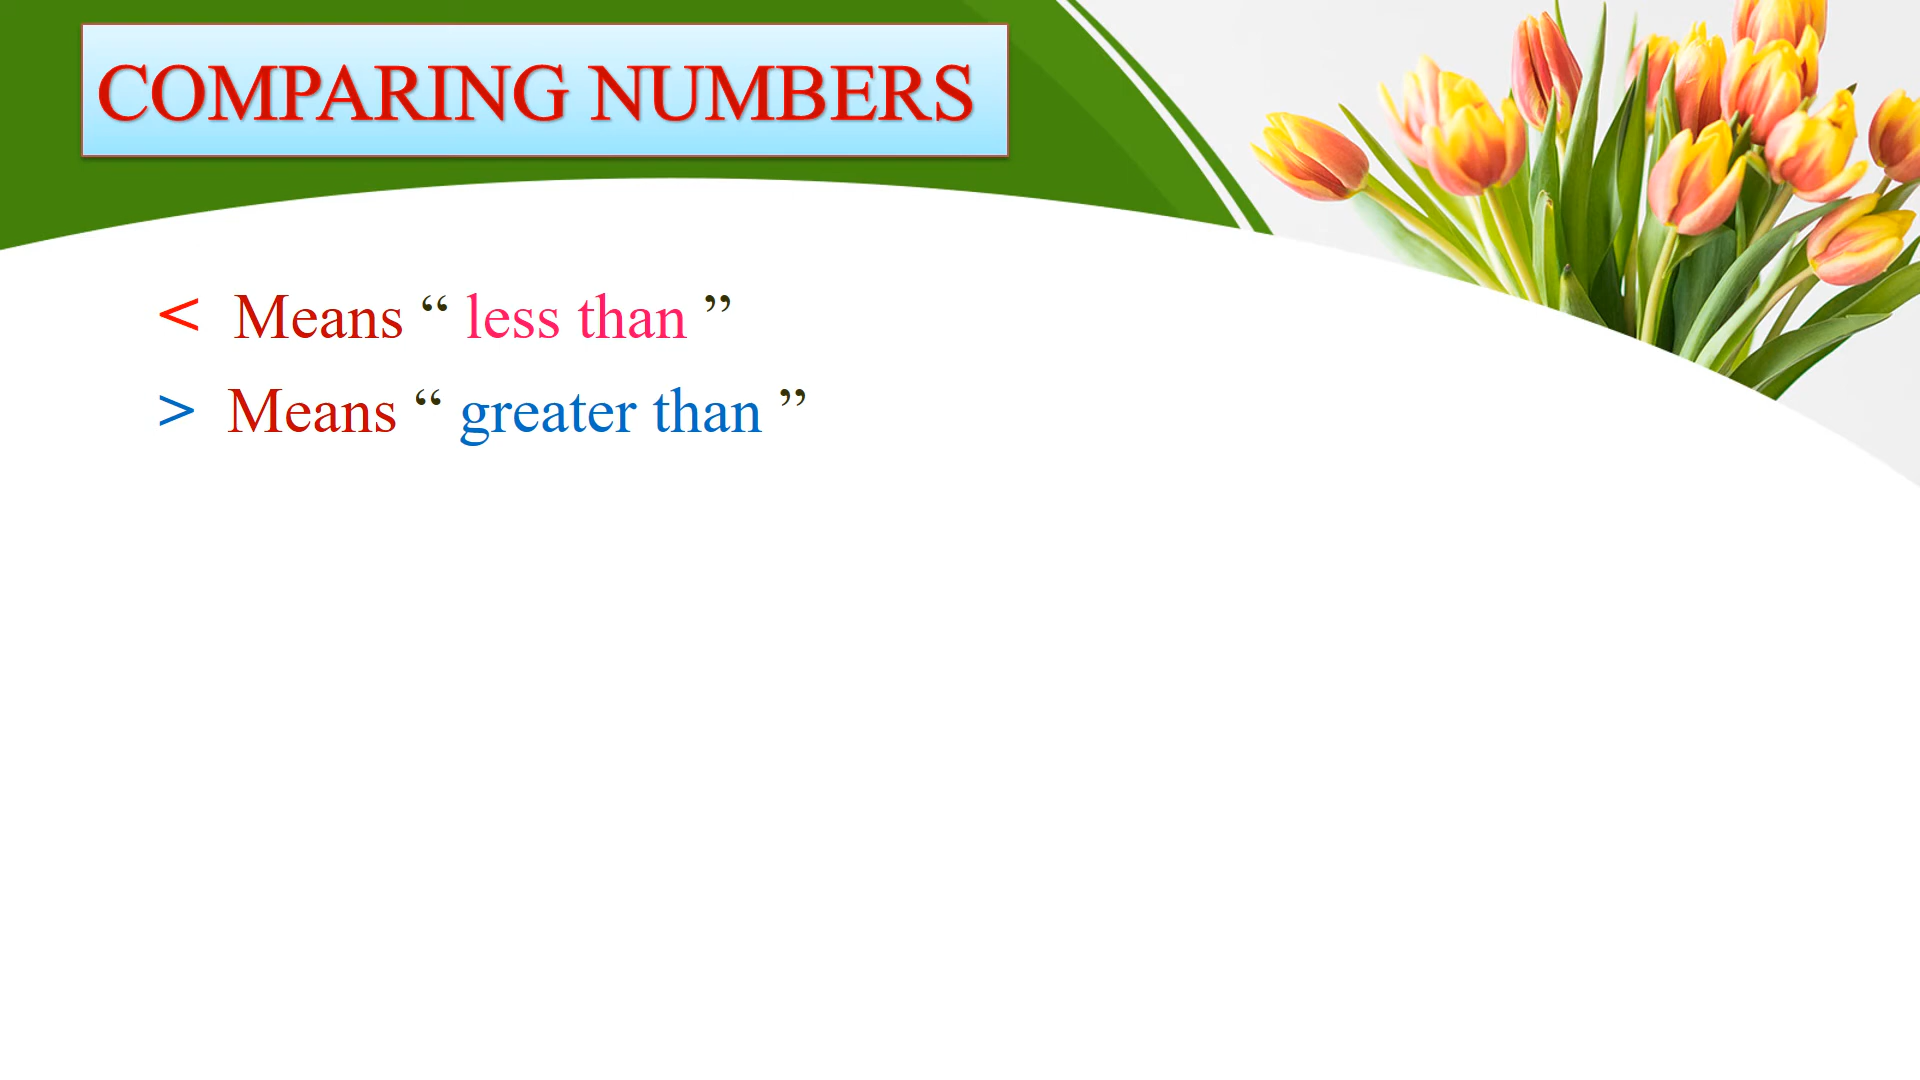 COMPARING NUMBERS
< Means “ less than ”
> Means “ greater than ”